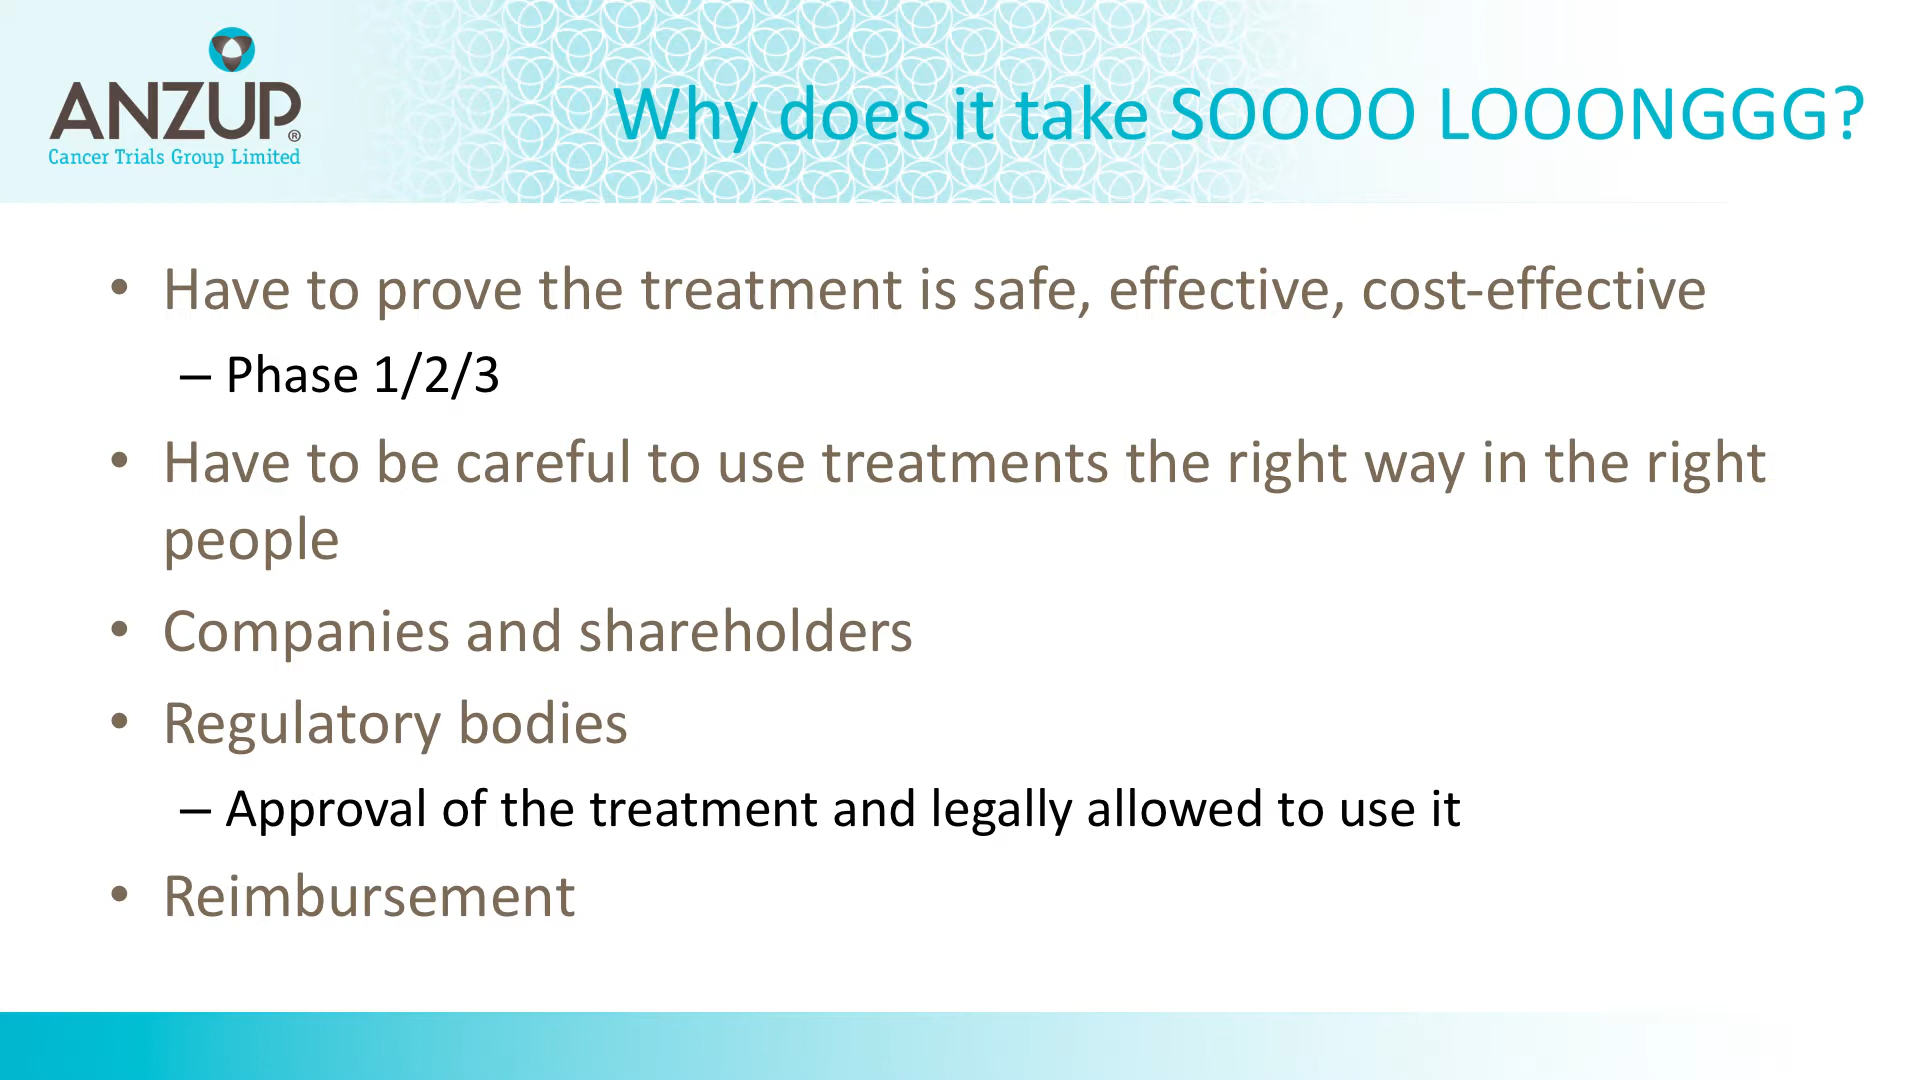 ANZUP®
Cancer Trials Group Limited
Why does it take SOOOO LOOONGGG?
• Have to prove the treatment is safe, effective, cost-effective
– Phase 1/2/3
• Have to be careful to use treatments the right way in the right
people
• Companies and shareholders
• Regulatory bodies
– Approval of the treatment and legally allowed to use it
• Reimbursement